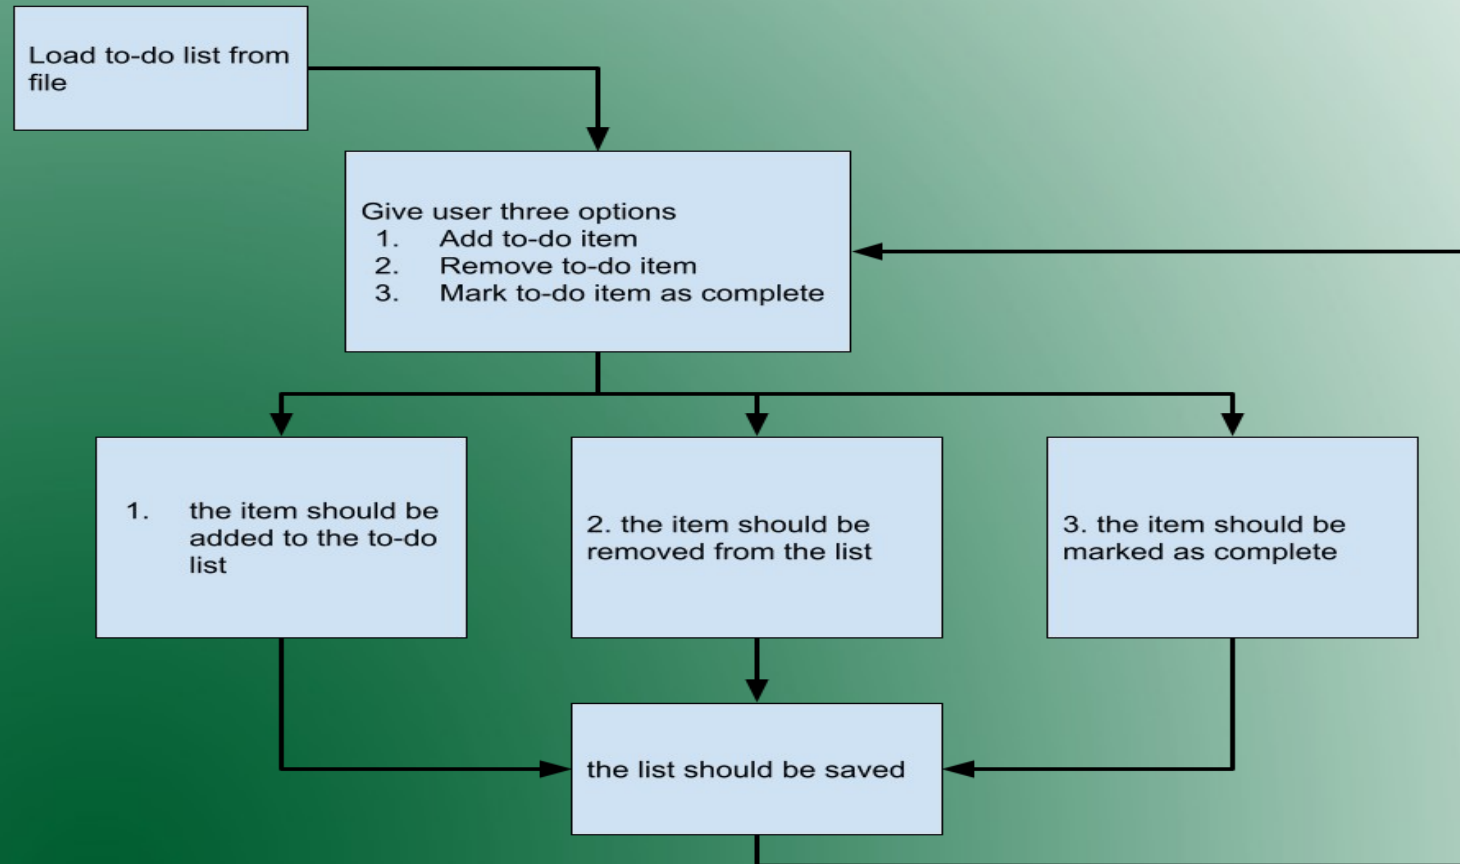 Load to-do list from
file
Give user three options
1. Add to-do item
2. Remove to-do item
3. Mark to-do item as complete
1. the item should be
added to the to-do
list
2. the item should be
removed from the list
3. the item should be
marked as complete
the list should be saved